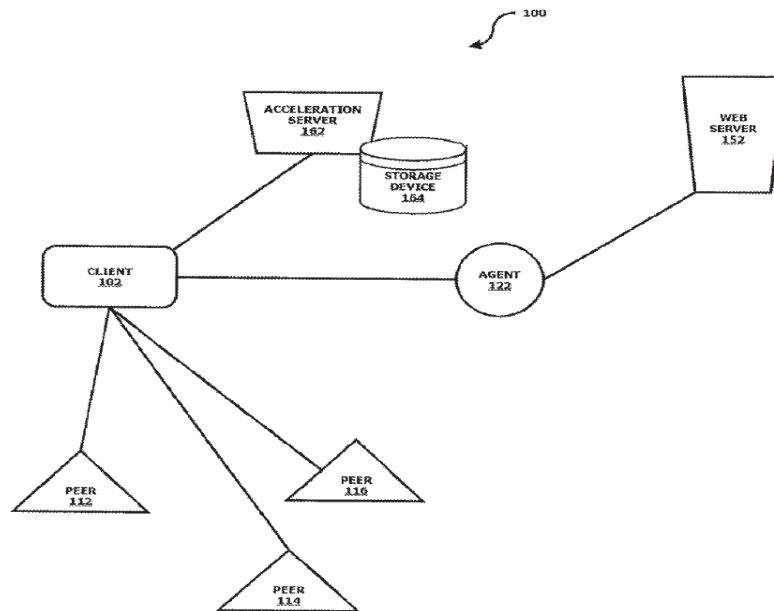 100
ACCELERATION
SERVER
162
WEB
SERVER
152
STORAGE
DEVICE
164
CLIENT
102
AGENT
122
PEER
112
PEER
116
PEER
114